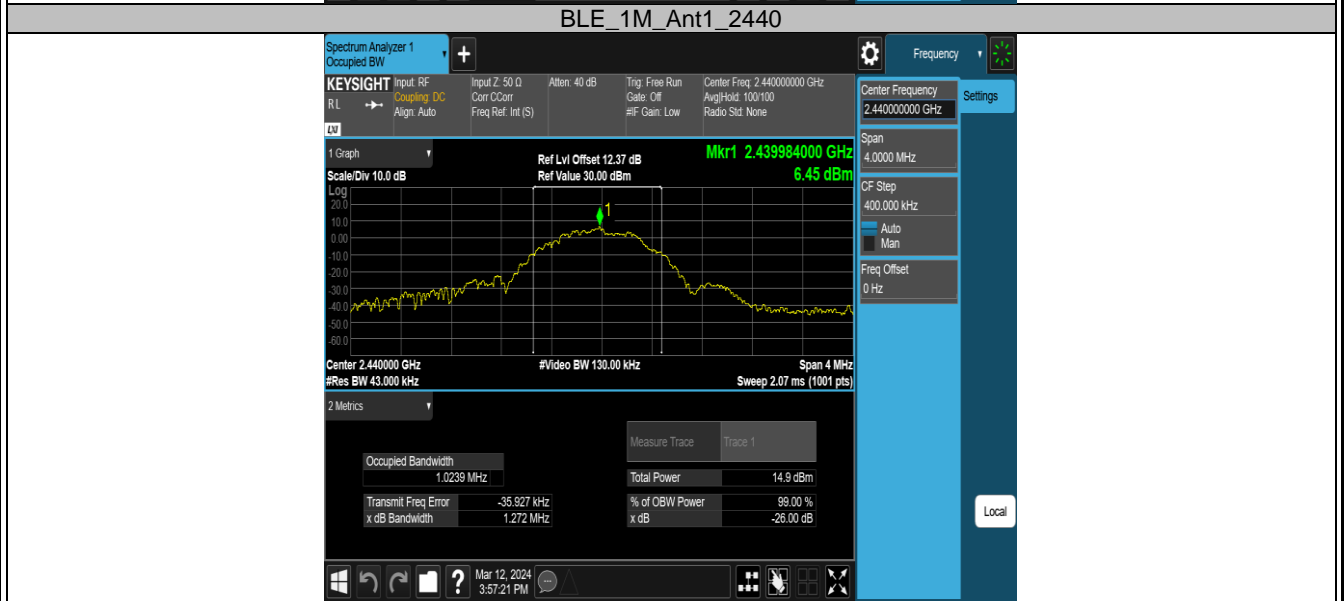 BLE_1M_Ant1_2440
Spectrum Analyzer 1
Occupied BW
+
Frequency
KEYSIGHT Input: RF
Coupling: DC
Align: Auto
RL
LXI
Input Z: 50 Ω
Corr CCorr
Freq Ref: Int (S)
Atten: 40 dB
Trig: Free Run
Gate: Off
#IF Gain: Low
Center Freq: 2.440000000 GHz
Avg|Hold: 100/100
Radio Std: None
Center Frequency
2.440000000 GHz
Settings
Span
4.0000 MHz
CF Step
400.000 kHz
Auto
Man
Freq Offset
0 Hz
1 Graph
Scale/Div 10.0 dB
Ref Lvl Offset 12.37 dB
Ref Value 30.00 dBm
Mkr1 2.439984000 GHz
6.45 dBm
Log
20.0
10.0
0.00
-10.0
-20.0
-30.0
-40.0
-50.0
-60.0
1
Center 2.440000 GHz
#Video BW 130.00 kHz
Span 4 MHz
#Res BW 43.000 kHz
Sweep 2.07 ms (1001 pts)
2 Metrics
Measure Trace Trace 1
Occupied Bandwidth
1.0239 MHz
Total Power 14.9 dBm
Transmit Freq Error -35.927 kHz
% of OBW Power 99.00 %
x dB Bandwidth 1.272 MHz
x dB -26.00 dB
Local
?
Mar 12, 2024
3:57:21 PM